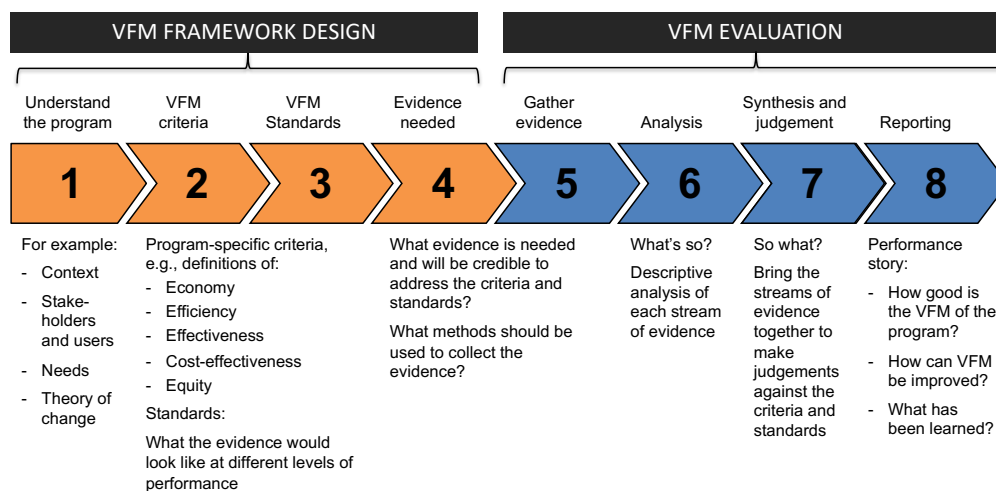 VFM FRAMEWORK DESIGN
VFM EVALUATION
Understand
the program
VFM
criteria
VFM
Standards
Evidence
needed
Gather
evidence
Analysis
Synthesis and
judgement
Reporting
1
2
3
4
5
6
7
8
For example:
- Context
- Stake-
holders
and users
- Needs
- Theory of
change
Program-specific criteria,
e.g., definitions of:
- Economy
- Efficiency
- Effectiveness
- Cost-effectiveness
- Equity
Standards:
What the evidence would
look like at different levels of
performance
What evidence is needed
and will be credible to
address the criteria and
standards?
What methods should be
used to collect the
evidence?
What's so?
Descriptive
analysis of
each stream
of evidence
So what?
Bring the
streams of
evidence
together to
make
judgements
against the
criteria and
standards
Performance
story:
- How good is
the VFM of the
program?
- How can VFM
be improved?
- What has
been learned?